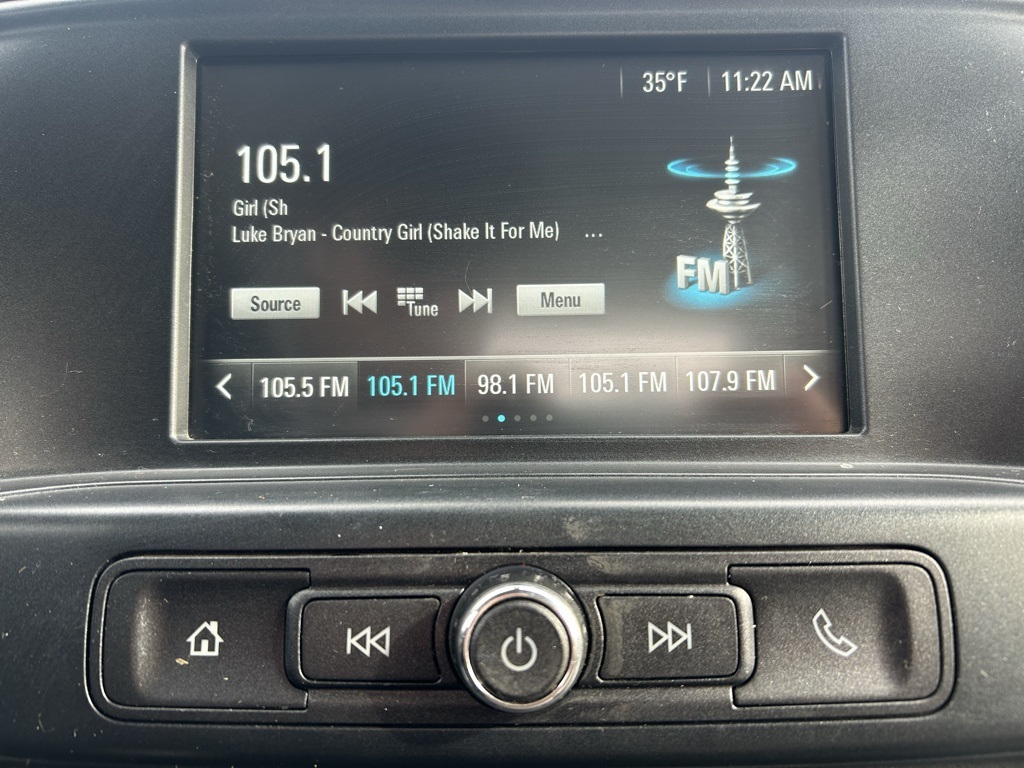 35°F 11:22 AM
105.1
Girl (Sh
Luke Bryan - Country Girl (Shake It For Me) ...
FM
Source Tune Menu
105.5 FM 105.1 FM 98.1 FM 105.1 FM 107.9 FM